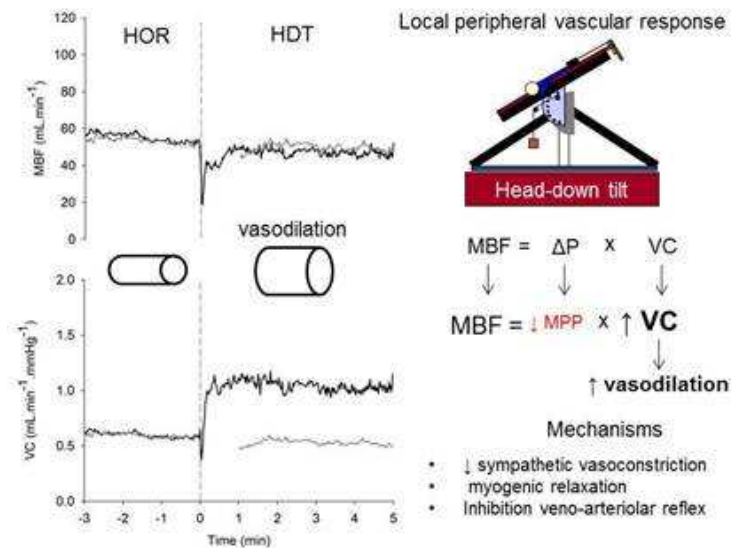 HOR
HDT
MBF (mL.min⁻¹)
120
100
80
60
40
20
0
vasodilation
VC (mL.min⁻¹.mmHg⁻¹)
2.0
1.5
1.0
0.5
0.0
-3 -2 -1 0 1 2 3 4 5
Time (min)
Local peripheral vascular response
Head-down tilt
MBF = ΔP x VC
MBF = ↓ MPP x ↑ VC
↑ vasodilation
Mechanisms
• ↓ sympathetic vasoconstriction
• myogenic relaxation
• Inhibition veno-arteriolar reflex